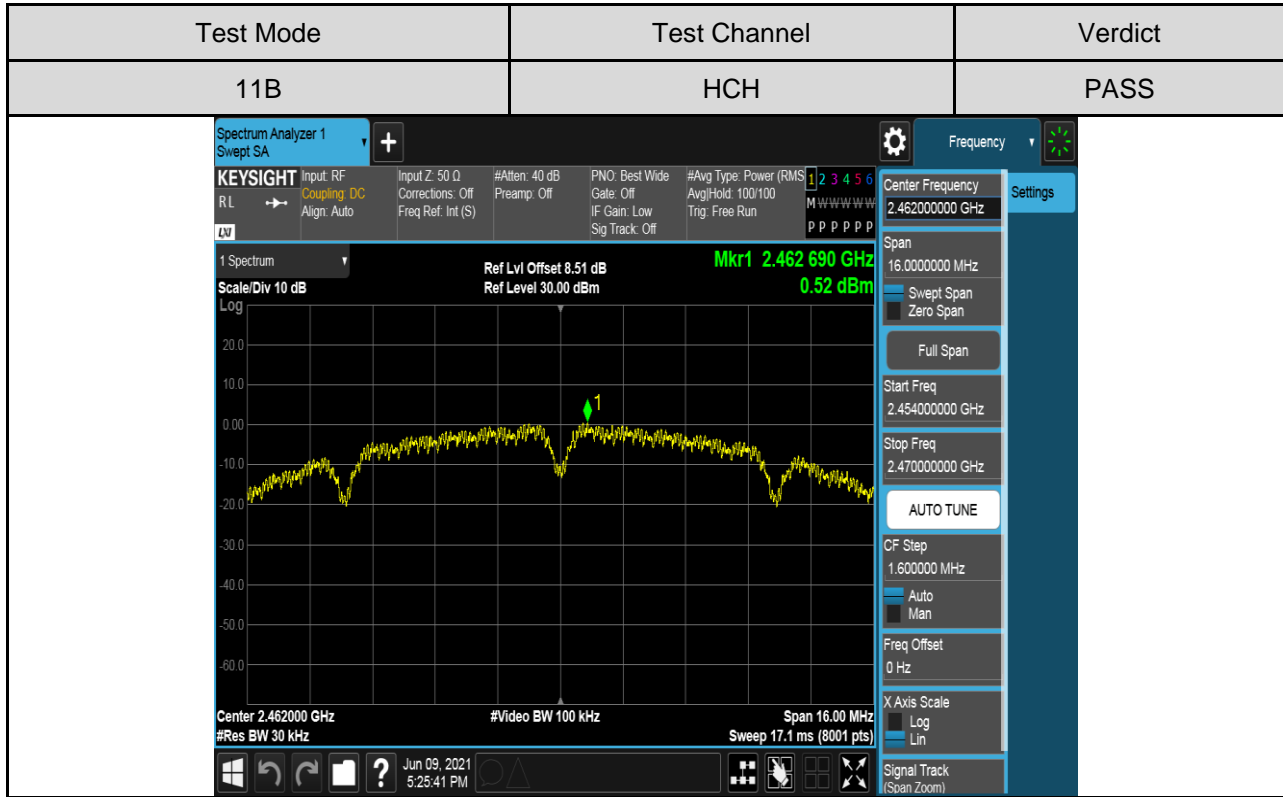 Test Mode Test Channel Verdict
11B HCH PASS
Spectrum Analyzer 1
Swept SA
+
Frequency
KEYSIGHT
RL
LXI
Input: RF
Coupling: DC
Align: Auto
Input Z: 50 Ω
Corrections: Off
Freq Ref: Int (S)
#Atten: 40 dB
Preamp: Off
PNO: Best Wide
Gate: Off
IF Gain: Low
Sig Track: Off
#Avg Type: Power (RMS
Avg|Hold: 100/100
Trig: Free Run
1 2 3 4 5 6
M W W W W W
P P P P P P
1 Spectrum
Scale/Div 10 dB
Ref Lvl Offset 8.51 dB
Ref Level 30.00 dBm
Mkr1 2.462 690 GHz
0.52 dBm
Log
20.0
10.0
0.00
-10.0
-20.0
-30.0
-40.0
-50.0
-60.0
1
Center 2.462000 GHz
#Res BW 30 kHz
#Video BW 100 kHz
Span 16.00 MHz
Sweep 17.1 ms (8001 pts)
Center Frequency
2.462000000 GHz
Settings
Span
16.0000000 MHz
Swept Span
Zero Span
Full Span
Start Freq
2.454000000 GHz
Stop Freq
2.470000000 GHz
AUTO TUNE
CF Step
1.600000 MHz
Auto
Man
Freq Offset
0 Hz
X Axis Scale
Log
Lin
Signal Track
(Span Zoom)
?
Jun 09, 2021
5:25:41 PM